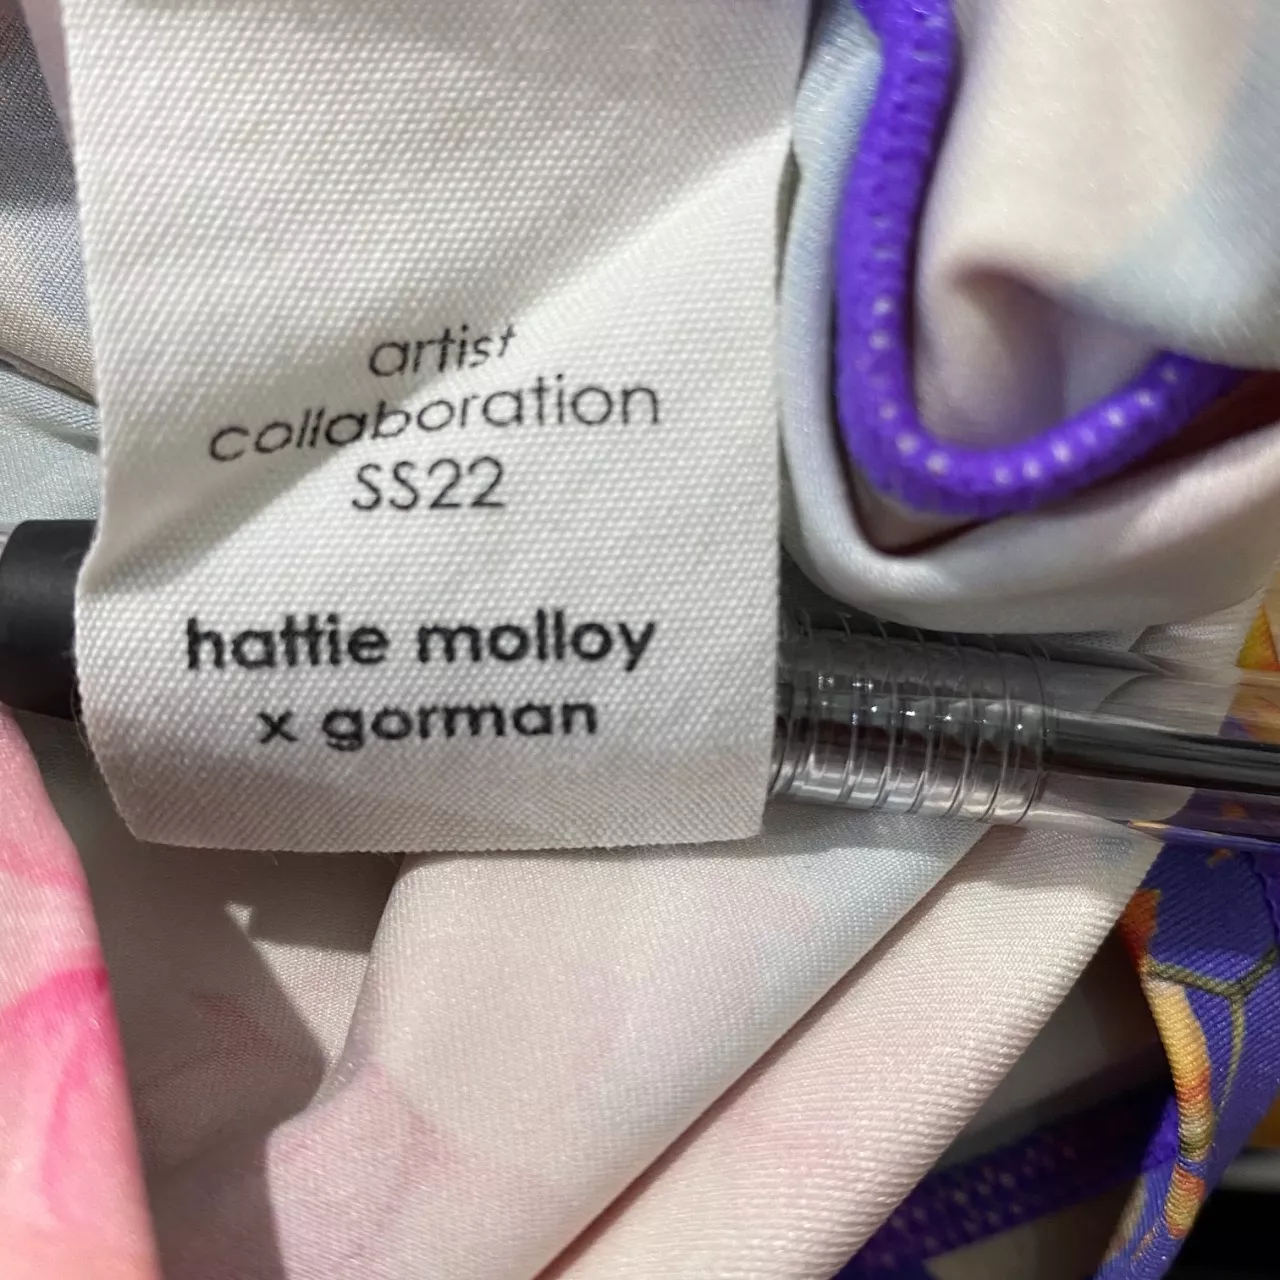 artist
collaboration
SS22
hattie molloy
x gorman